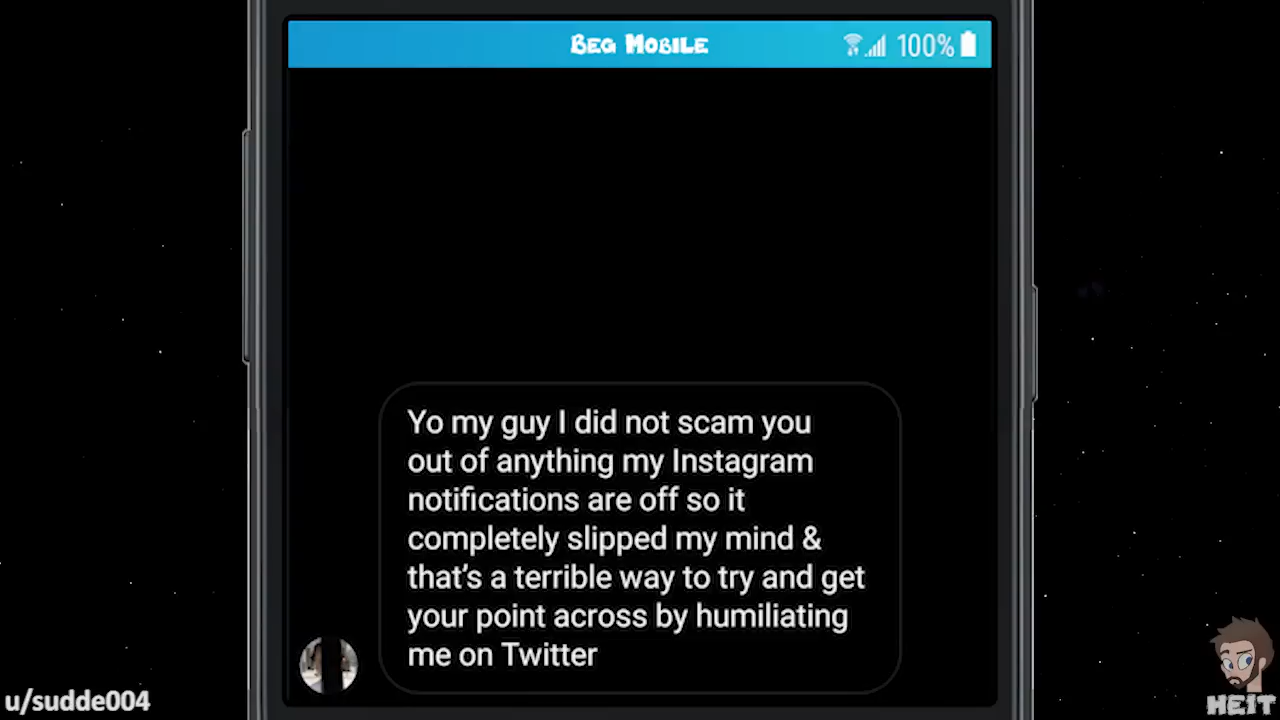 Beg Mobile
100%
Yo my guy I did not scam you
out of anything my Instagram
notifications are off so it
completely slipped my mind &
that's a terrible way to try and get
your point across by humiliating
me on Twitter
u/sudde004
HEIT